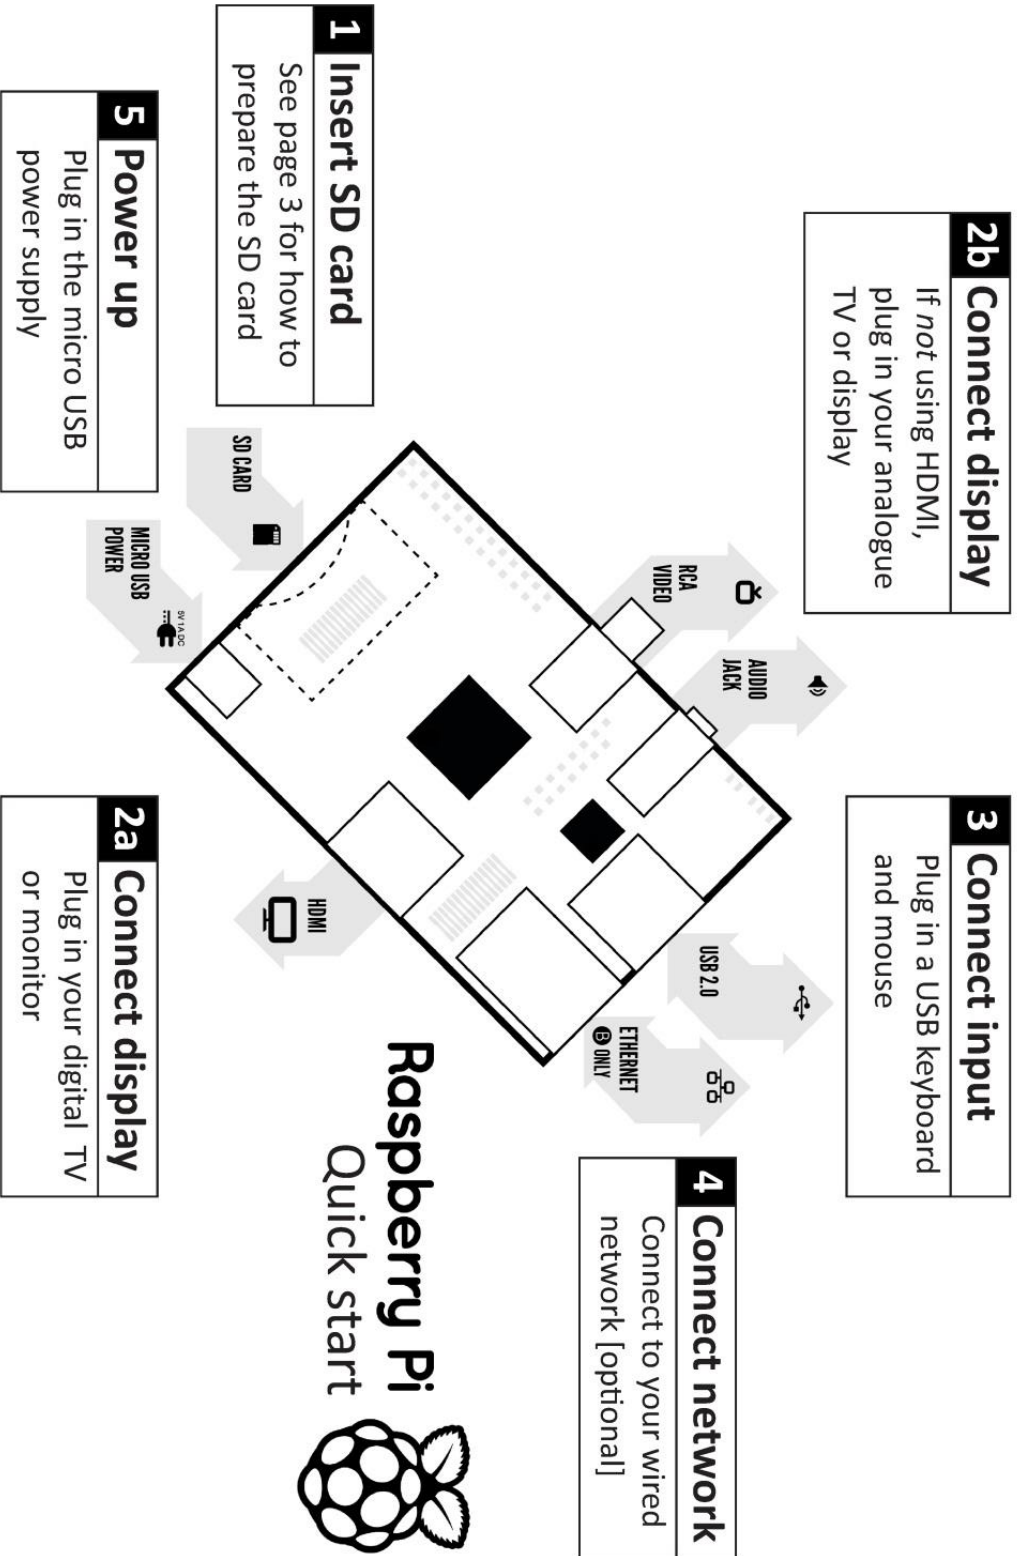 2b Connect display
If not using HDMI,
plug in your analogue
TV or display
3 Connect input
Plug in a USB keyboard
and mouse
1 Insert SD card
See page 3 for how to
prepare the SD card
4 Connect network
Connect to your wired
network [optional]
5 Power up
Plug in the micro USB
power supply
2a Connect display
Plug in your digital TV
or monitor
RCA
VIDEO
AUDIO
JACK
USB 2.0
ETHERNET
B ONLY
SD CARD
MICRO USB
POWER
5V 1A DC
HDMI
Raspberry Pi
Quick start